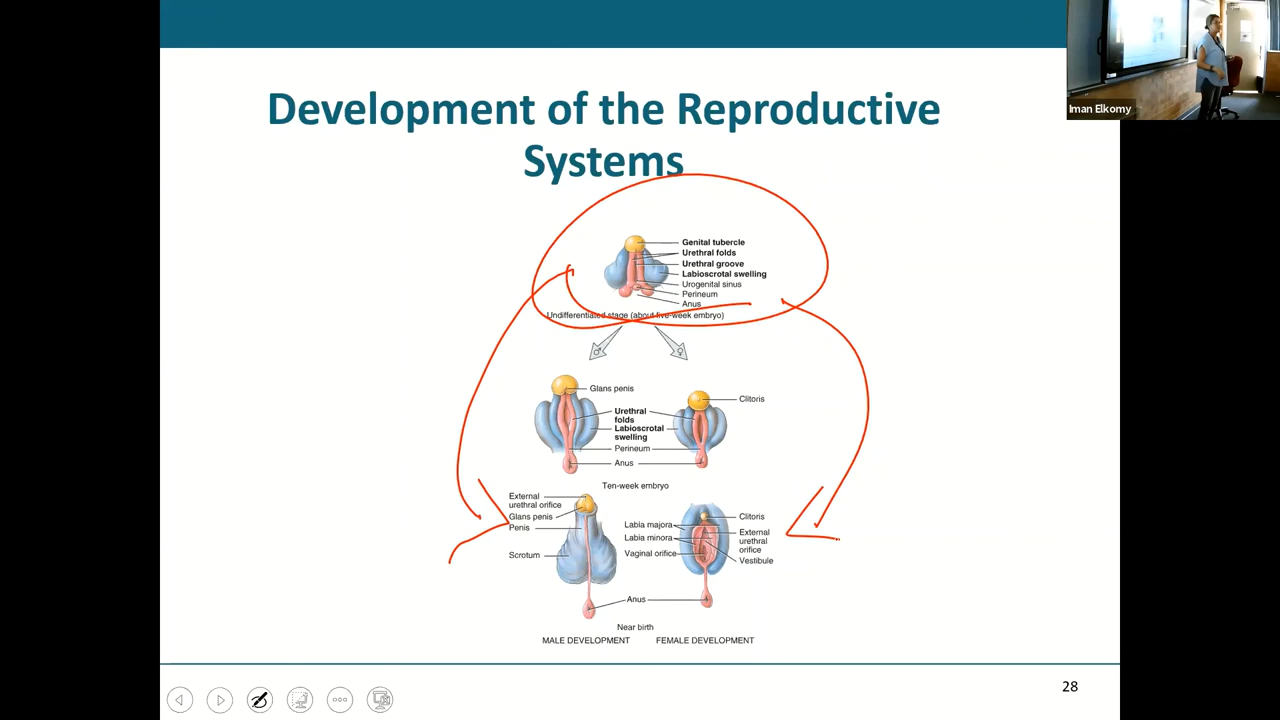 Iman Elkomy
Development of the Reproductive
Systems
Genital tubercle
Urethral folds
Urethral groove
Labioscrotal swelling
Urogenital sinus
Perineum
Anus
Undifferentiated stage (about five-week embryo)
Glans penis
Clitoris
Urethral
folds
Labioscrotal
swelling
Perineum
Anus
Ten-week embryo
External
urethral orifice
Glans penis
Penis
Scrotum
Labia majora
Labia minora
Vaginal orifice
Clitoris
External
urethral
orifice
Vestibule
Anus
Near birth
MALE DEVELOPMENT FEMALE DEVELOPMENT
28